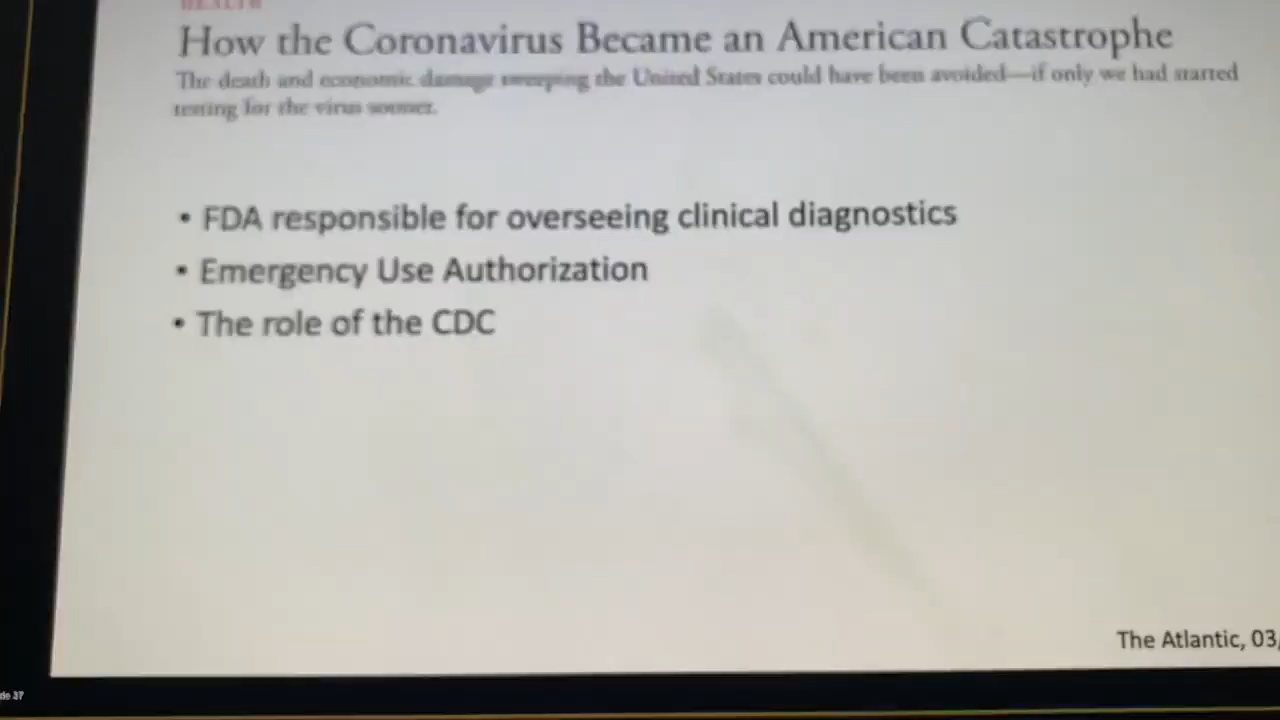 HEALTH
How the Coronavirus Became an American Catastrophe
The death and economic damage sweeping the United States could have been avoided—if only we had started
testing for the virus sooner.
• FDA responsible for overseeing clinical diagnostics
• Emergency Use Authorization
• The role of the CDC
The Atlantic, 03
37